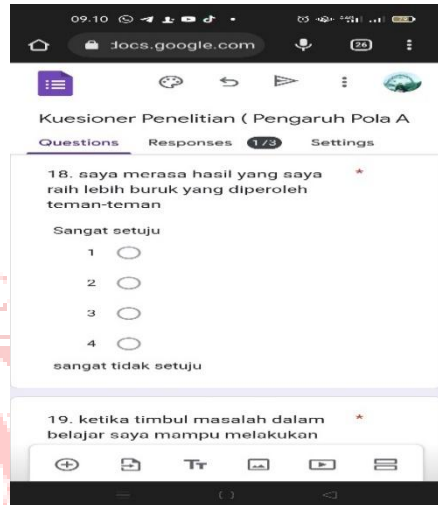 09.10
docs.google.com
26
Kuesioner Penelitian ( Pengaruh Pola A
Questions Responses 173 Settings
18. saya merasa hasil yang saya *
raih lebih buruk yang diperoleh
teman-teman
Sangat setuju
1
2
3
4
sangat tidak setuju
19. ketika timbul masalah dalam *
belajar saya mampu melakukan
Tт